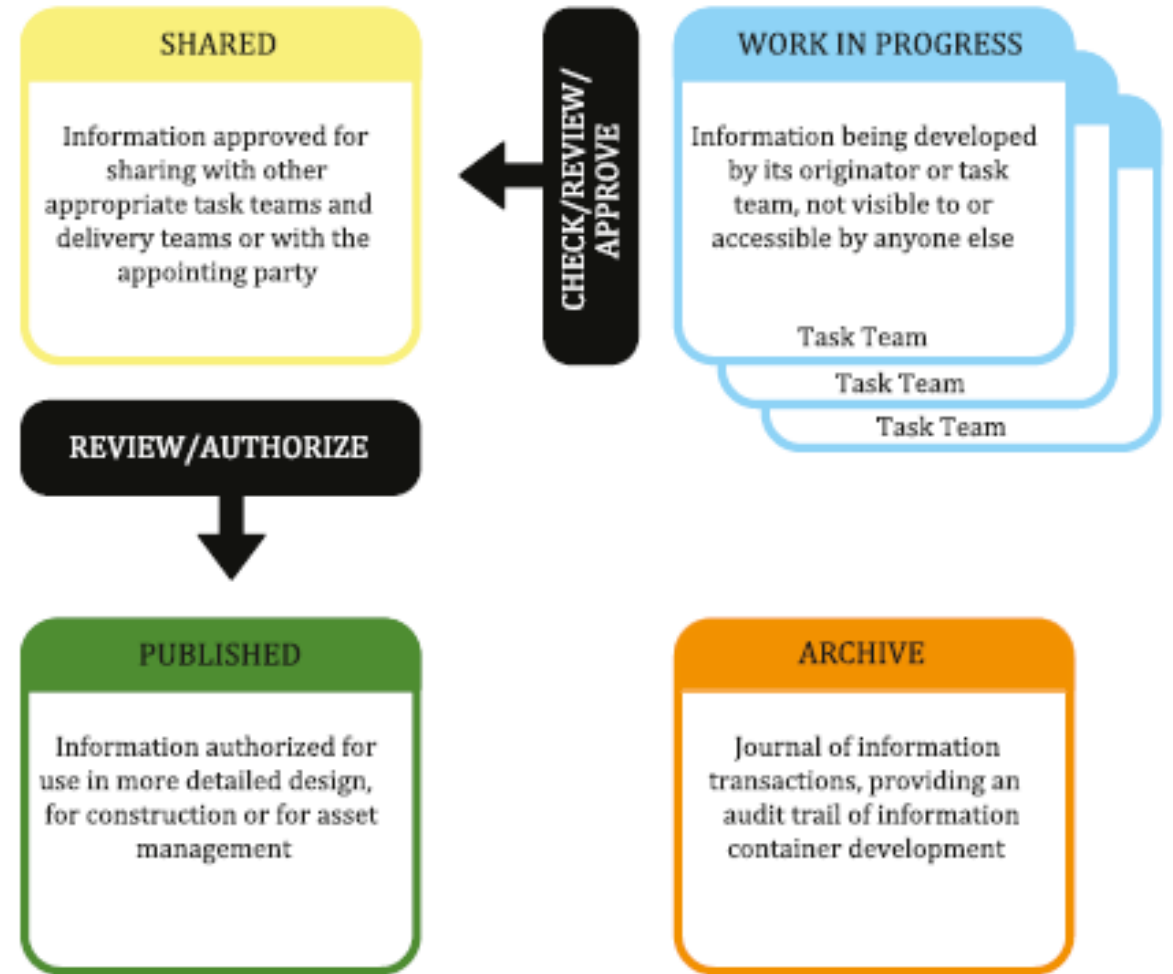 SHARED
Information approved for
sharing with other
appropriate task teams and
delivery teams or with the
appointing party
CHECK/REVIEW/
APPROVE
WORK IN PROGRESS
Information being developed
by its originator or task
team, not visible to or
accessible by anyone else
Task Team
Task Team
Task Team
REVIEW/AUTHORIZE
PUBLISHED
Information authorized for
use in more detailed design,
for construction or for asset
management
ARCHIVE
Journal of information
transactions, providing an
audit trail of information
container development